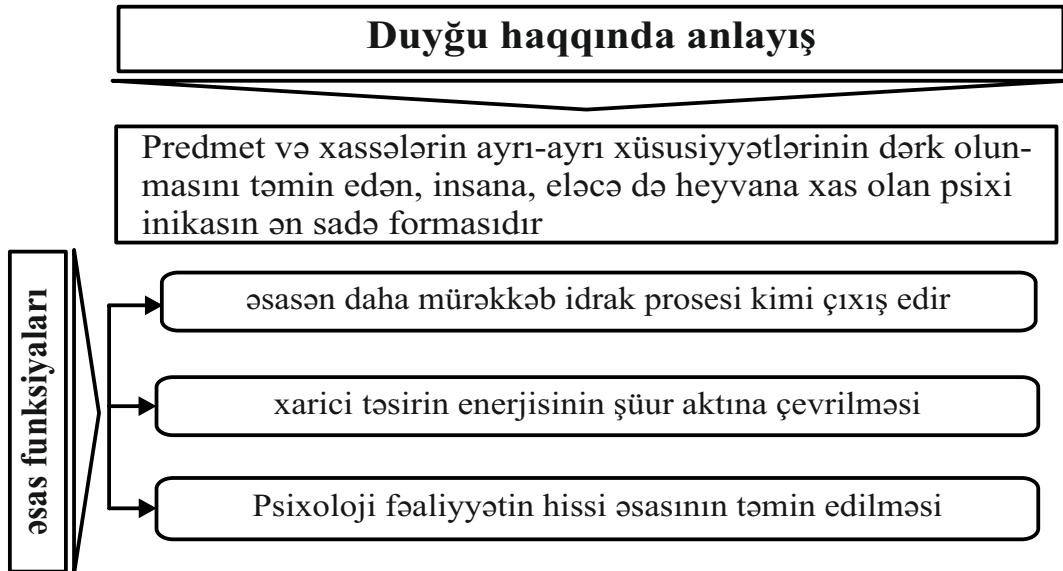 Duyğu haqqında anlayış
Predmet və xassələrin ayrı-ayrı xüsusiyyətlərinin dərk olun-
masını təmin edən, insana, eləcə də heyvana xas olan psixi
inikasın ən sadə formasıdır
əsas funksiyaları
əsasən daha mürəkkəb idrak prosesi kimi çıxış edir
xarici təsirin enerjisinin şüur aktına çevrilməsi
Psixoloji fəaliyyətin hissi əsasının təmin edilməsi